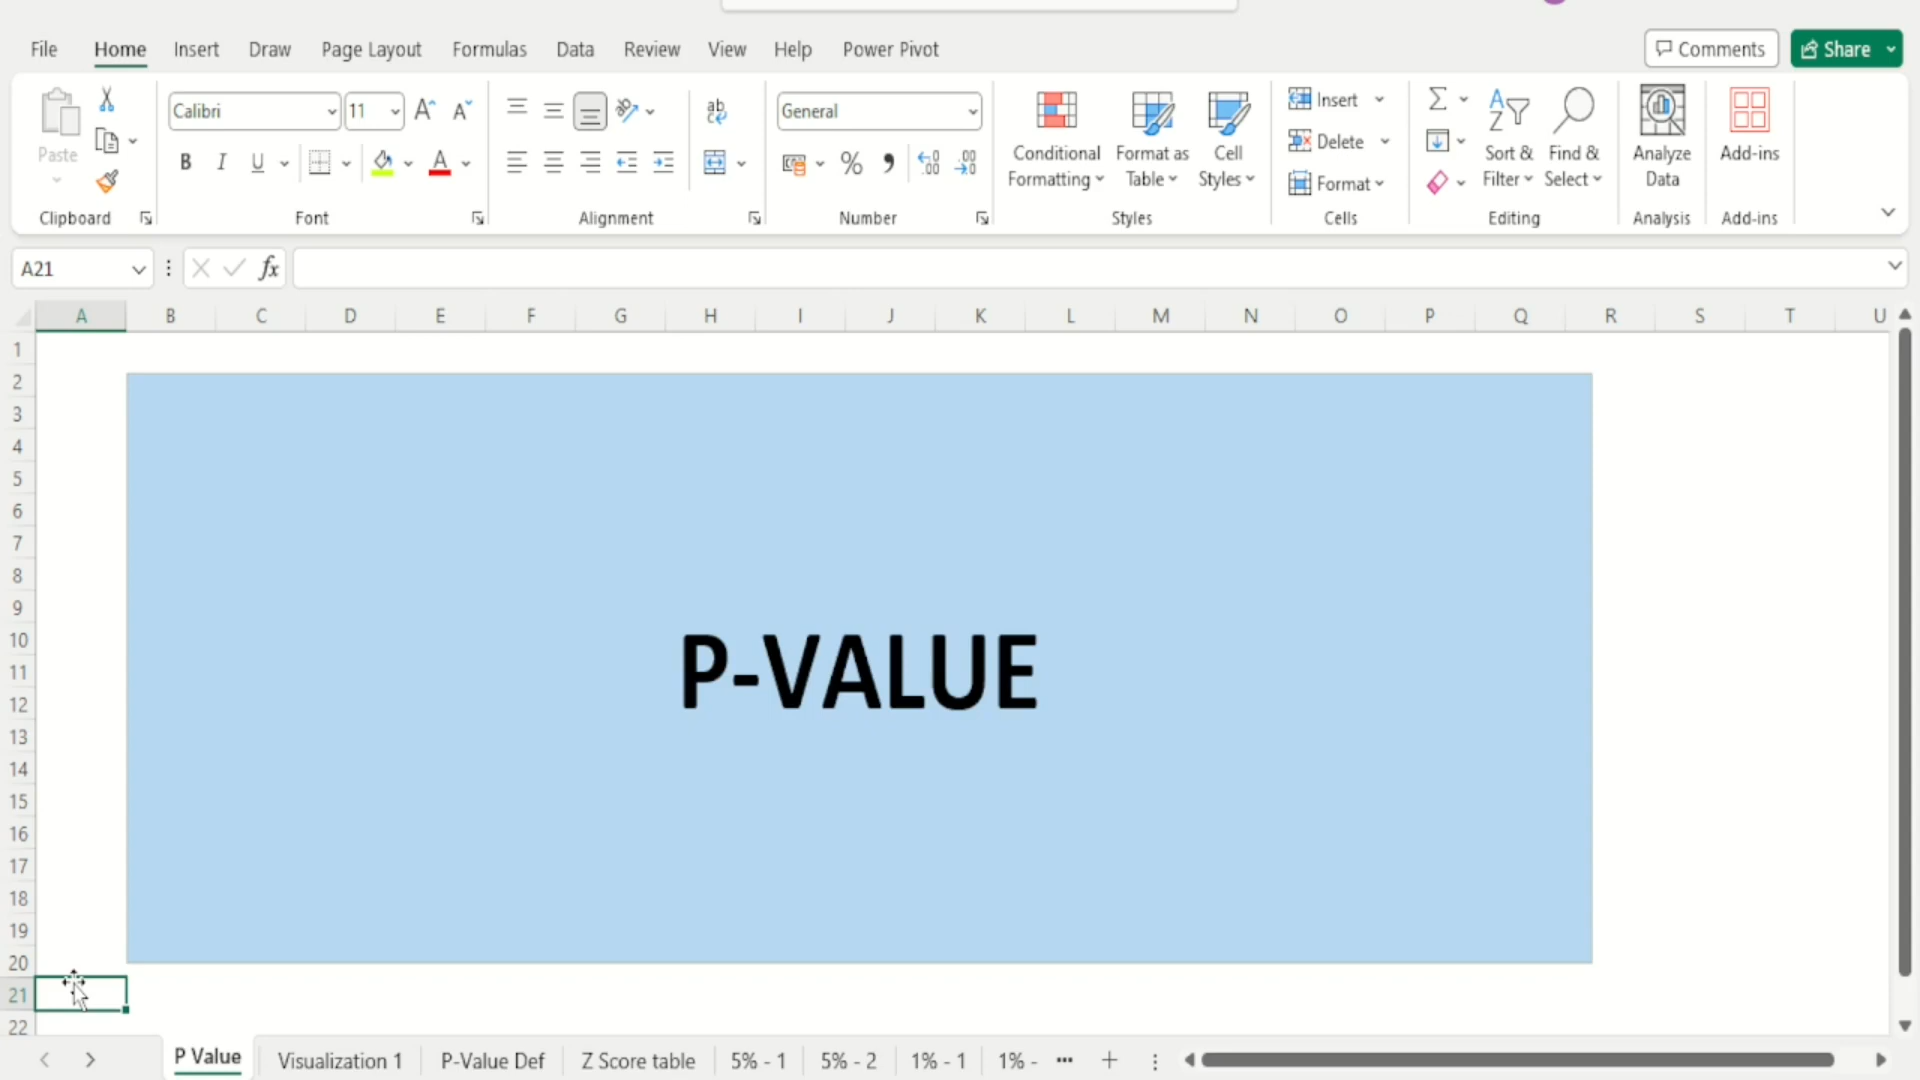 File Home Insert Draw Page Layout Formulas Data Review View Help Power Pivot Comments Share
Calibri 11 General
Paste
B I U
Conditional Formatting
Format as Table
Cell Styles
Insert
Delete
Format
Sort & Filter
Find & Select
Analyze Data
Add-ins
Clipboard Font Alignment Number Styles Cells Editing Analysis Add-ins
A21 fx
A B C D E F G H I J K L M N O P Q R S T U
1
2
3
4
5
6
7
8
9
10
11
12
13
14
15
16
17
18
19
20
21
22
P-VALUE
P Value Visualization 1 P-Value Def Z Score table 5% - 1 5% - 2 1% - 1 1% -